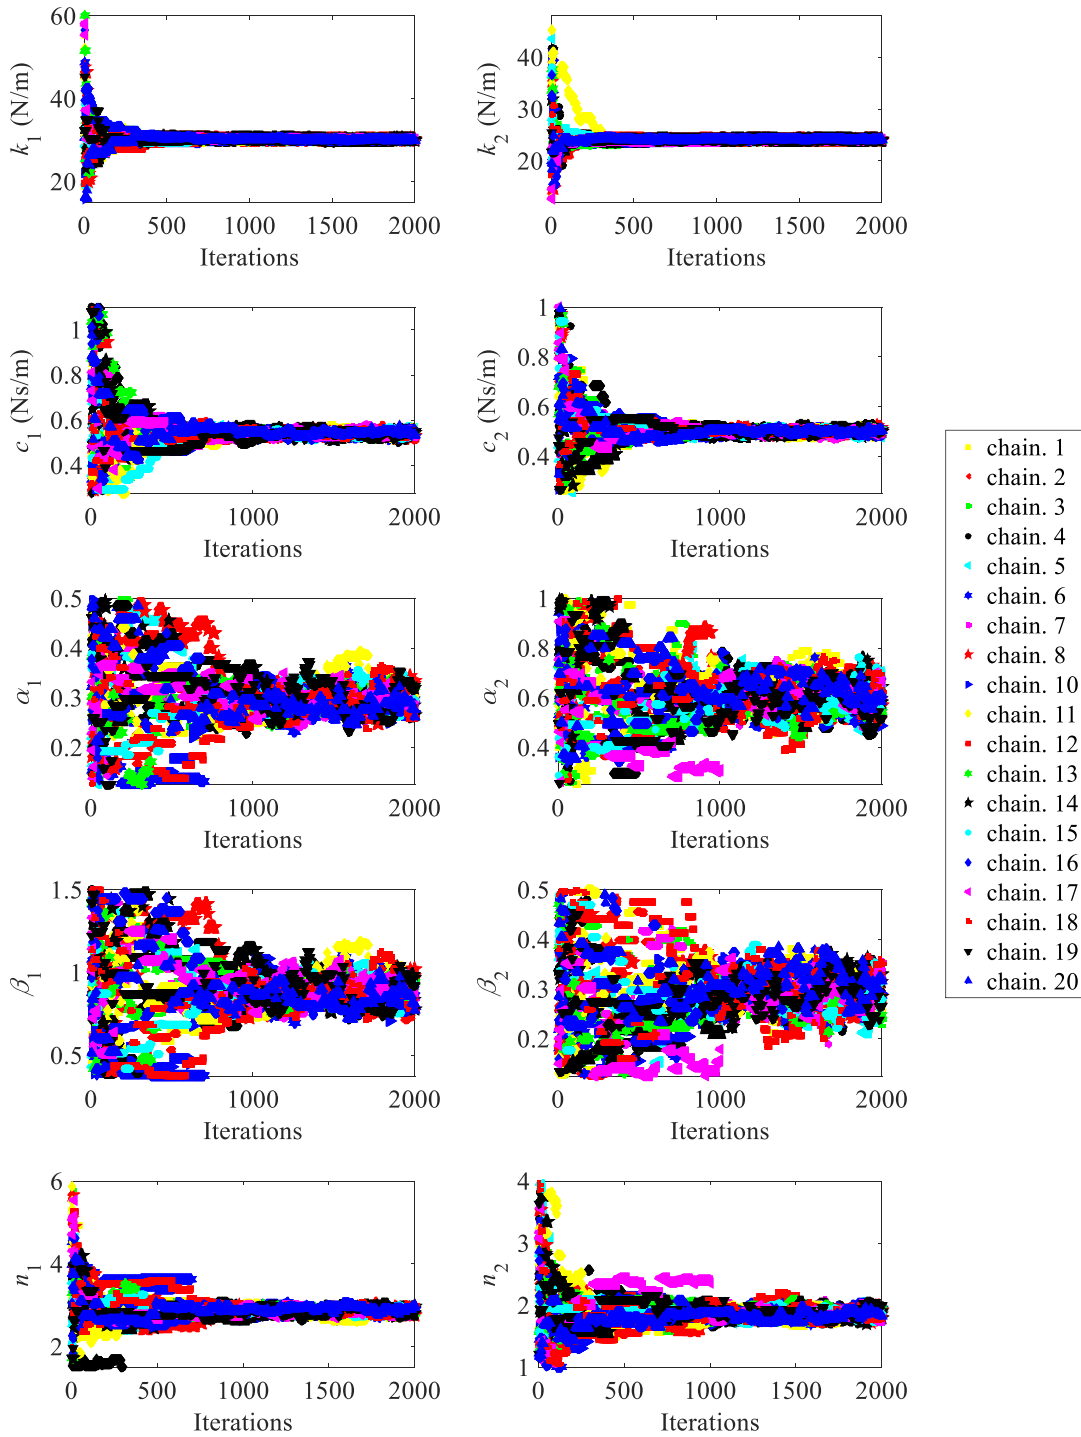 60
40
20
k1 (N/m)
0 500 1000 1500 2000
Iterations
40
30
20
k2 (N/m)
0 500 1000 1500 2000
Iterations
1
0.8
0.6
0.4
c1 (Ns/m)
0 1000 2000
Iterations
1
0.8
0.6
0.4
c2 (Ns/m)
0 1000 2000
Iterations
0.5
0.4
0.3
0.2
α1
0 1000 2000
Iterations
1
0.8
0.6
0.4
α2
0 1000 2000
Iterations
1.5
1
0.5
β1
0 1000 2000
Iterations
0.5
0.4
0.3
0.2
β2
0 1000 2000
Iterations
6
4
2
n1
0 500 1000 1500 2000
Iterations
4
3
2
1
n2
0 500 1000 1500 2000
Iterations
chain. 1
chain. 2
chain. 3
chain. 4
chain. 5
chain. 6
chain. 7
chain. 8
chain. 10
chain. 11
chain. 12
chain. 13
chain. 14
chain. 15
chain. 16
chain. 17
chain. 18
chain. 19
chain. 20